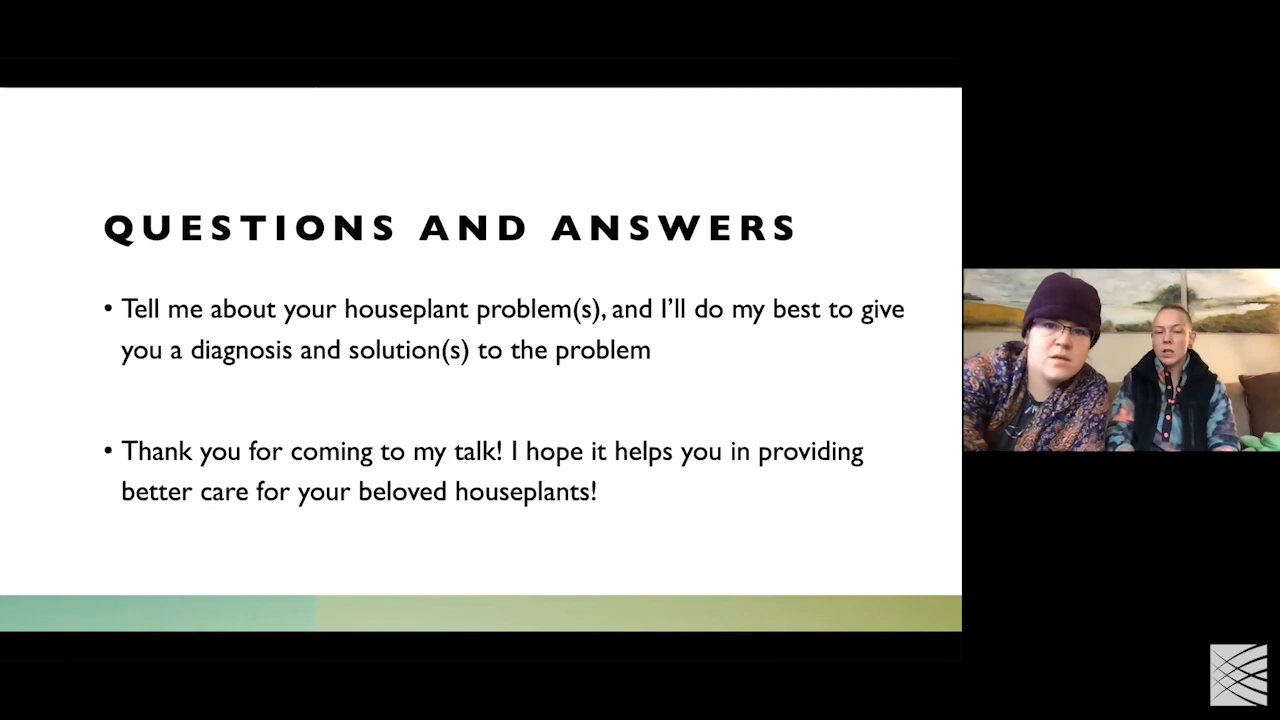 QUESTIONS AND ANSWERS
• Tell me about your houseplant problem(s), and I’ll do my best to give
you a diagnosis and solution(s) to the problem
• Thank you for coming to my talk! I hope it helps you in providing
better care for your beloved houseplants!